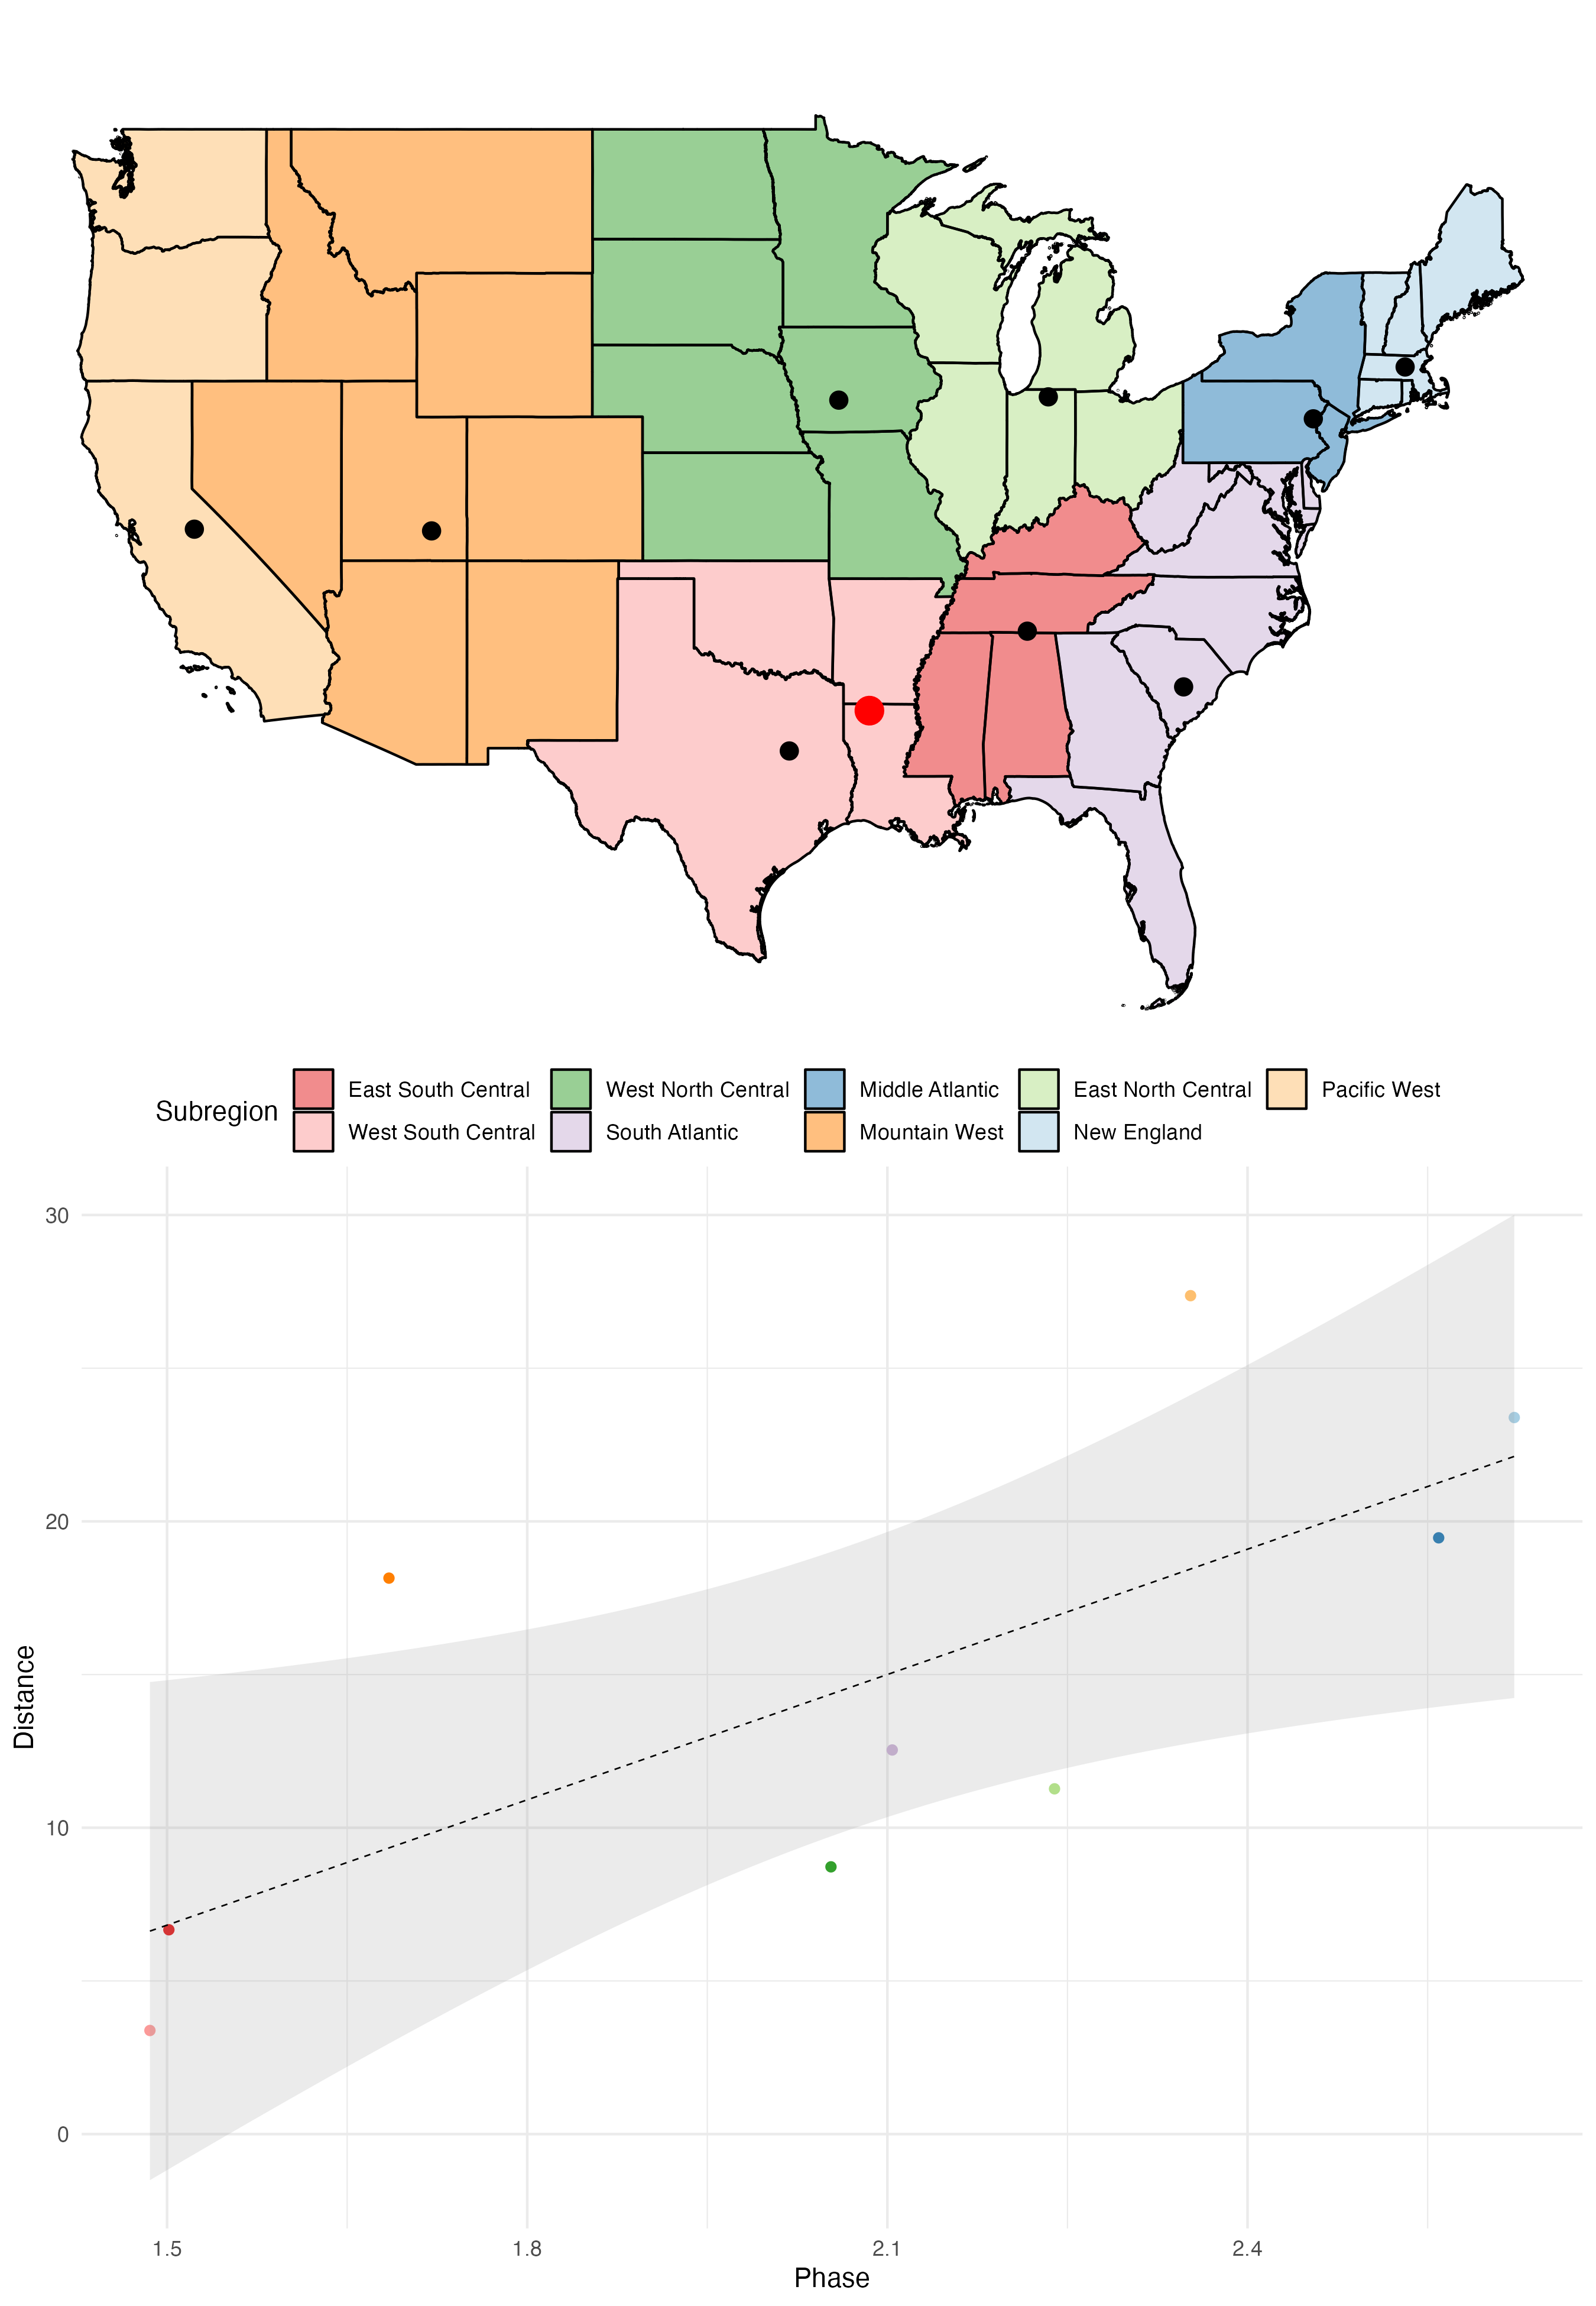 Subregion
East South Central
West North Central
Middle Atlantic
East North Central
Pacific West
West South Central
South Atlantic
Mountain West
New England
30
20
10
0
Distance
1.5
1.8
2.1
2.4
Phase